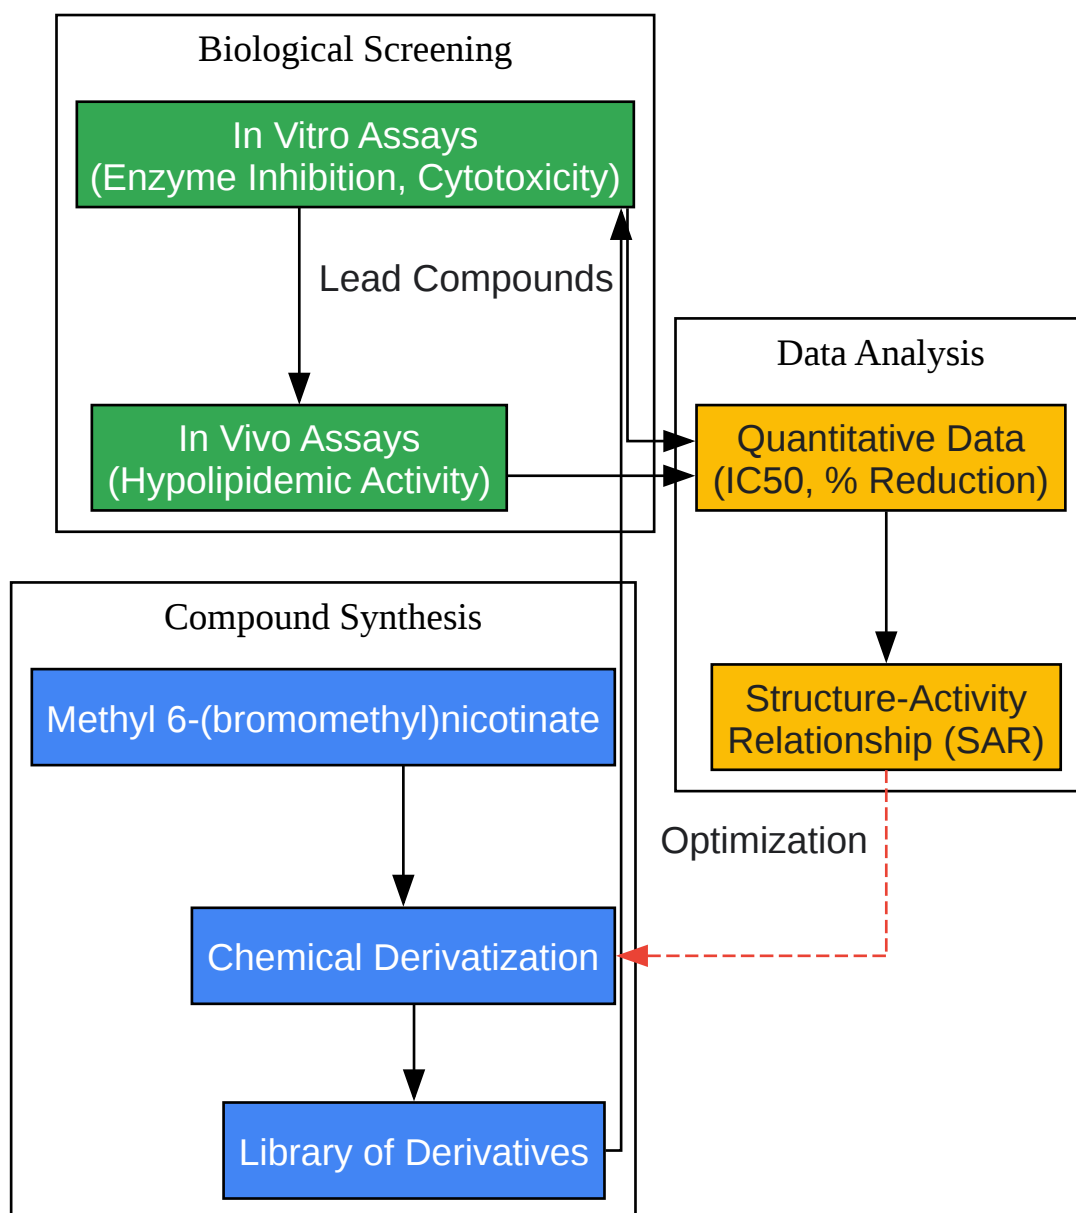 Biological Screening
In Vitro Assays
(Enzyme Inhibition, Cytotoxicity)
Lead Compounds
In Vivo Assays
(Hypolipidemic Activity)
Data Analysis
Quantitative Data
(IC50, % Reduction)
Structure-Activity
Relationship (SAR)
Optimization
Compound Synthesis
Methyl 6-(bromomethyl)nicotinate
Chemical Derivatization
Library of Derivatives